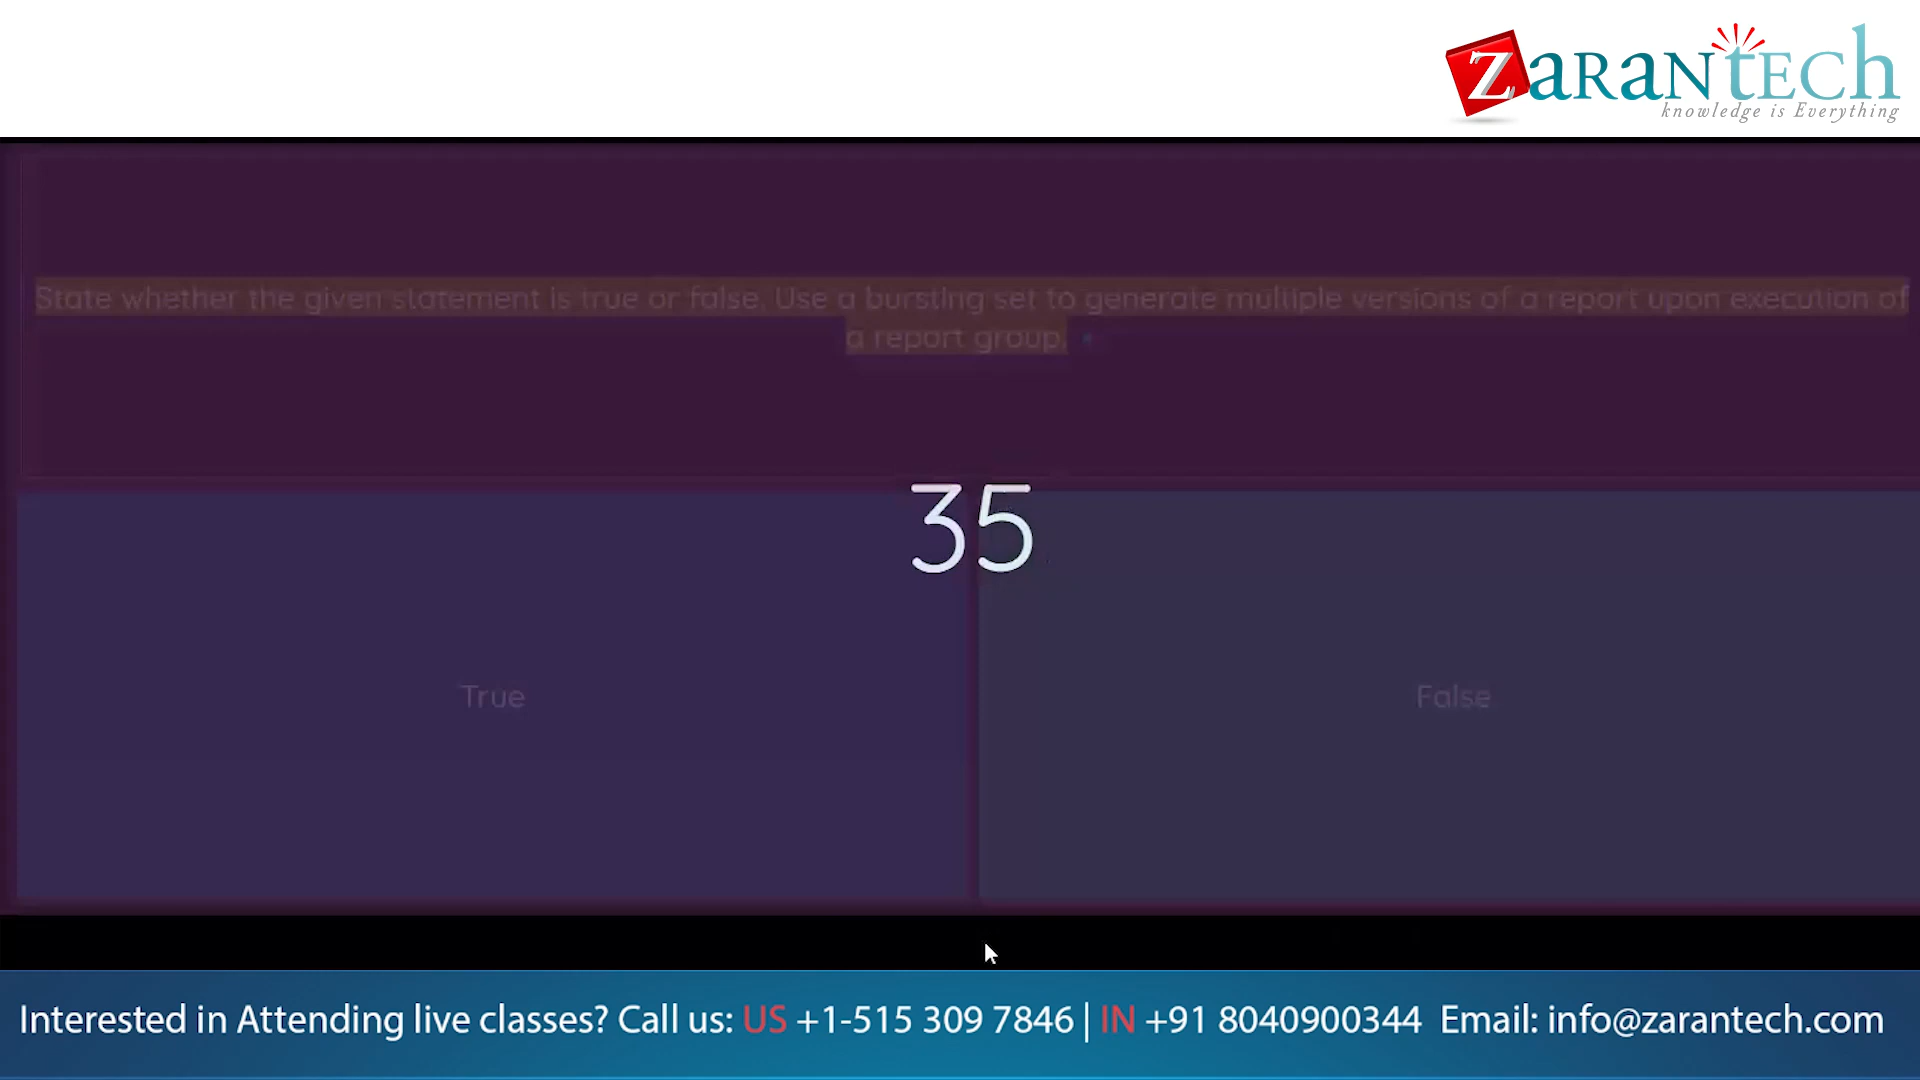 ZaranTech
knowledge is Everything
State whether the given statement is true or false. Use a bursting set to generate multiple versions of a report upon execution of
a report group.
35
True
False
Interested in Attending live classes? Call us: US +1-515 309 7846 | IN +91 8040900344 Email: info@zarantech.com